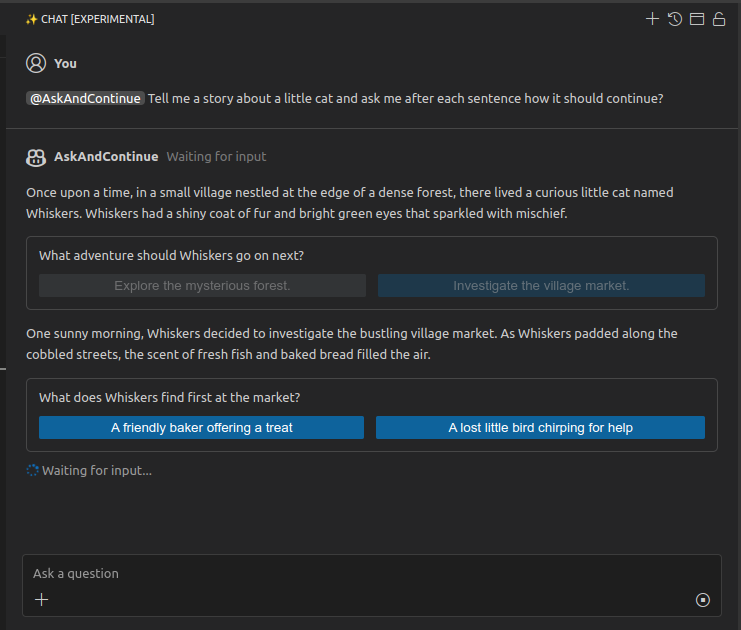 ✨ CHAT [EXPERIMENTAL]
You
@AskAndContinue Tell me a story about a little cat and ask me after each sentence how it should continue?
AskAndContinue Waiting for input
Once upon a time, in a small village nestled at the edge of a dense forest, there lived a curious little cat named
Whiskers. Whiskers had a shiny coat of fur and bright green eyes that sparkled with mischief.
What adventure should Whiskers go on next?
Explore the mysterious forest.
Investigate the village market.
One sunny morning, Whiskers decided to investigate the bustling village market. As Whiskers padded along the
cobbled streets, the scent of fresh fish and baked bread filled the air.
What does Whiskers find first at the market?
A friendly baker offering a treat
A lost little bird chirping for help
Waiting for input...
Ask a question